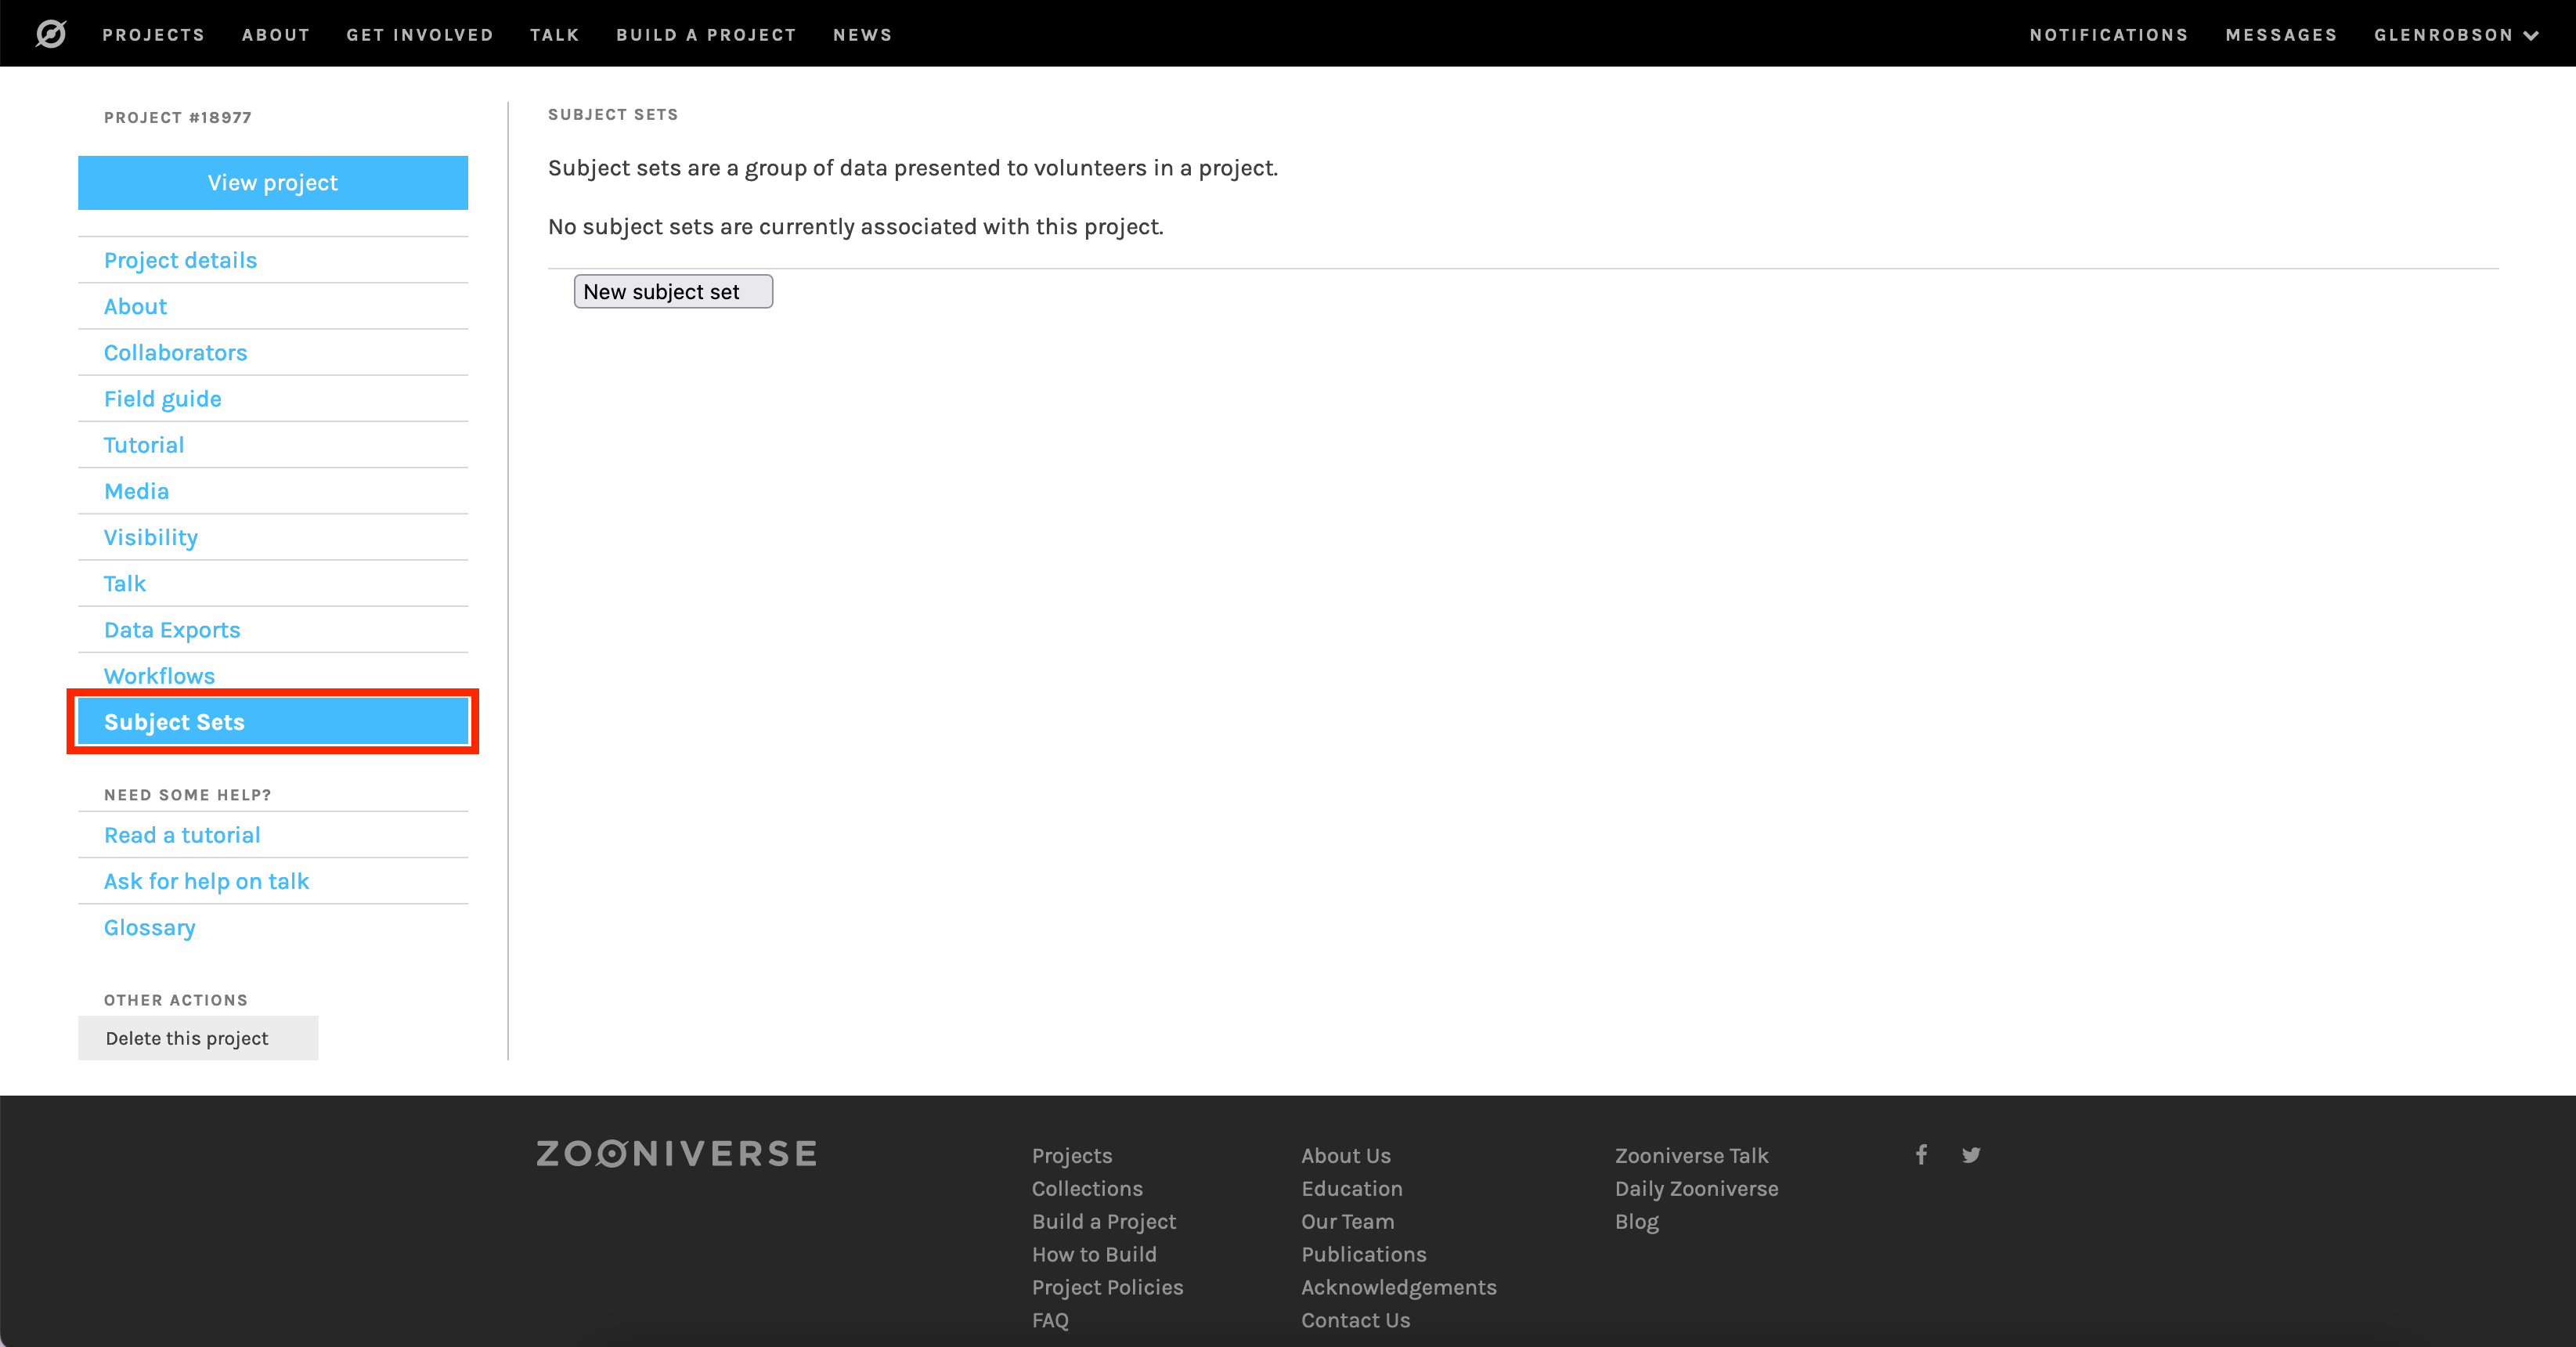 PROJECTS ABOUT GET INVOLVED TALK BUILD A PROJECT NEWS NOTIFICATIONS MESSAGES GLENROBSON
PROJECT #18977
View project
Project details
About
Collaborators
Field guide
Tutorial
Media
Visibility
Talk
Data Exports
Workflows
Subject Sets
NEED SOME HELP?
Read a tutorial
Ask for help on talk
Glossary
OTHER ACTIONS
Delete this project
SUBJECT SETS
Subject sets are a group of data presented to volunteers in a project.
No subject sets are currently associated with this project.
New subject set
ZOONIVERSE
Projects
Collections
Build a Project
How to Build
Project Policies
FAQ
About Us
Education
Our Team
Publications
Acknowledgements
Contact Us
Zooniverse Talk
Daily Zooniverse
Blog